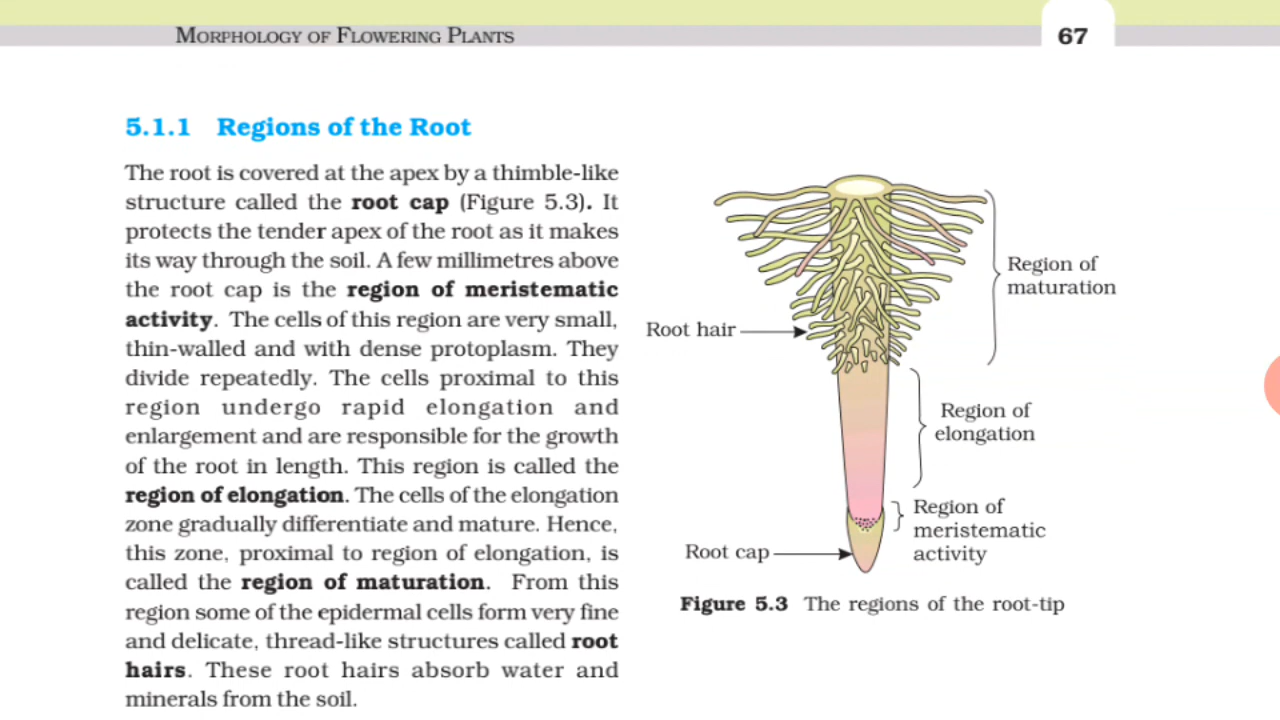 MORPHOLOGY OF FLOWERING PLANTS
67
5.1.1 Regions of the Root
The root is covered at the apex by a thimble-like
structure called the root cap (Figure 5.3). It
protects the tender apex of the root as it makes
its way through the soil. A few millimetres above
the root cap is the region of meristematic
activity. The cells of this region are very small,
thin-walled and with dense protoplasm. They
divide repeatedly. The cells proximal to this
region undergo rapid elongation and
enlargement and are responsible for the growth
of the root in length. This region is called the
region of elongation. The cells of the elongation
zone gradually differentiate and mature. Hence,
this zone, proximal to region of elongation, is
called the region of maturation. From this
region some of the epidermal cells form very fine
and delicate, thread-like structures called root
hairs. These root hairs absorb water and
minerals from the soil.
Region of
maturation
Root hair
Region of
elongation
Region of
meristematic
activity
Root cap
Figure 5.3 The regions of the root-tip